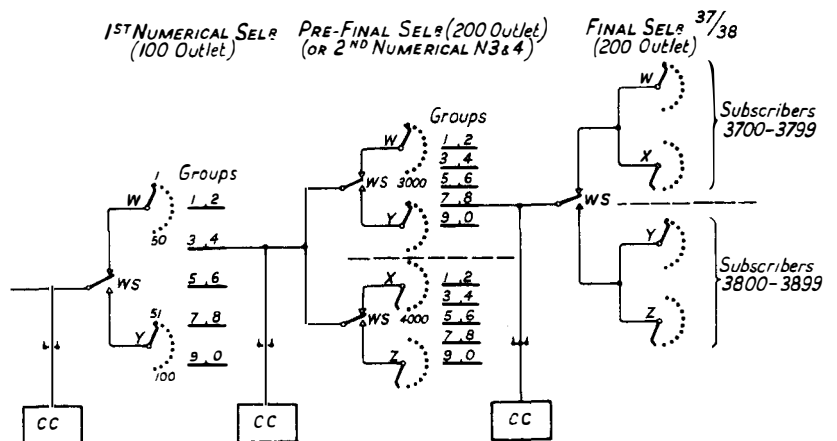 1ST NUMERICAL SELR
(100 Outlet)
PRE-FINAL SELR (200 Outlet)
(OR 2ND NUMERICAL N3 & 4)
FINAL SELR 37/38
(200 Outlet)
W
1
50
WS
Y
51
100
Groups
1 , 2
3 , 4
5 , 6
7 , 8
9 , 0
W
WS
3000
Y
X
WS
4000
Z
Groups
1 , 2
3 , 4
5 , 6
7 , 8
9 , 0
1 , 2
3 , 4
5 , 6
7 , 8
9 , 0
W
X
WS
Y
Z
Subscribers
3700-3799
Subscribers
3800-3899
CC
CC
CC